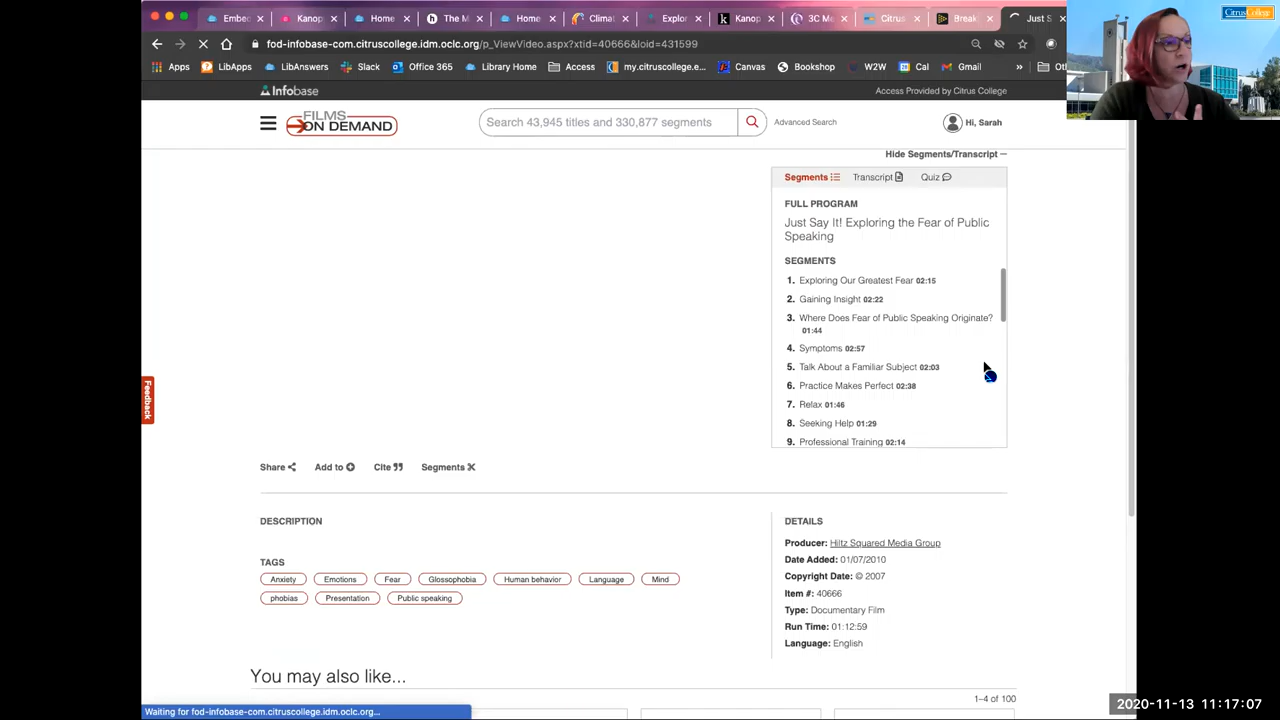 Embed
Kanop
Home
The M
Home
Climat
Explor
Kanop
3C Me
Citrus
Break
Just S
fod-infobase-com.citruscollege.idm.oclc.org/p_ViewVideo.aspx?xtid=40666&loid=431599
Apps LibApps LibAnswers Slack Office 365 Library Home Access my.citruscollege.e... Canvas Bookshop W2W Cal Gmail »
CitrusCollege
Infobase
Access Provided by Citrus College
FILMS
ON DEMAND
Search 43,945 titles and 330,877 segments
Advanced Search
Hi, Sarah
Hide Segments/Transcript —
Segments Transcript Quiz
FULL PROGRAM
Just Say It! Exploring the Fear of Public
Speaking
SEGMENTS
1. Exploring Our Greatest Fear 02:15
2. Gaining Insight 02:22
3. Where Does Fear of Public Speaking Originate?
01:44
4. Symptoms 02:57
5. Talk About a Familiar Subject 02:03
6. Practice Makes Perfect 02:38
7. Relax 01:46
8. Seeking Help 01:29
9. Professional Training 02:14
Feedback
Share Add to Cite Segments
DESCRIPTION
TAGS
Anxiety Emotions Fear Glossophobia Human behavior Language Mind
phobias Presentation Public speaking
DETAILS
Producer: Hiltz Squared Media Group
Date Added: 01/07/2010
Copyright Date: © 2007
Item #: 40666
Type: Documentary Film
Run Time: 01:12:59
Language: English
You may also like...
1–4 of 100
Waiting for fod-infobase-com.citruscollege.idm.oclc.org...
2020-11-13 11:17:07